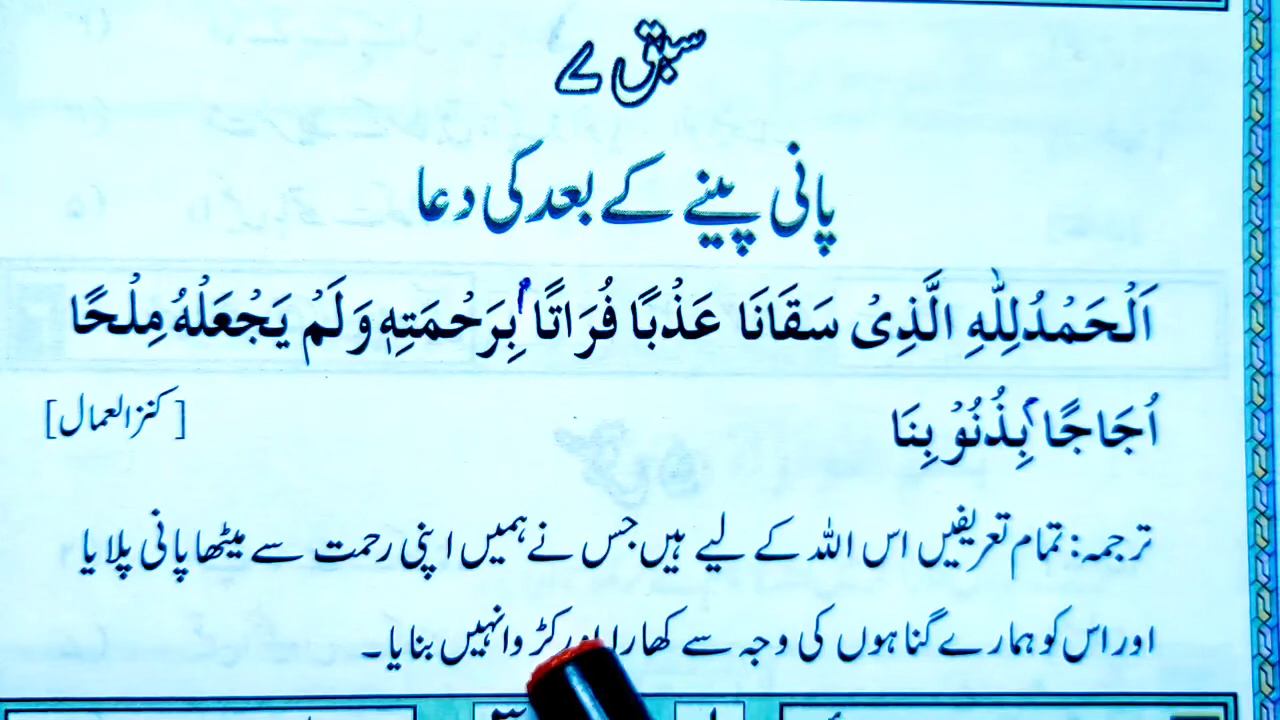 سبق ۷
پانی پینے کے بعد کی دعا
اَلْحَمْدُلِلّٰهِ الَّذِیْ سَقَانَا عَذْبًا فُرَاتًاۢ بِرَحْمَتِهٖ وَلَمْ یَجْعَلْهُ مِلْحًا
اُجَاجًاۢ بِذُنُوْبِنَا
[کنزالعمال]
ترجمہ: تمام تعریفیں اس اللہ کے لیے ہیں جس نے ہمیں اپنی رحمت سے میٹھا پانی پلایا
اور اس کو ہمارے گناہوں کی وجہ سے کھارا اور کڑوا نہیں بنایا۔